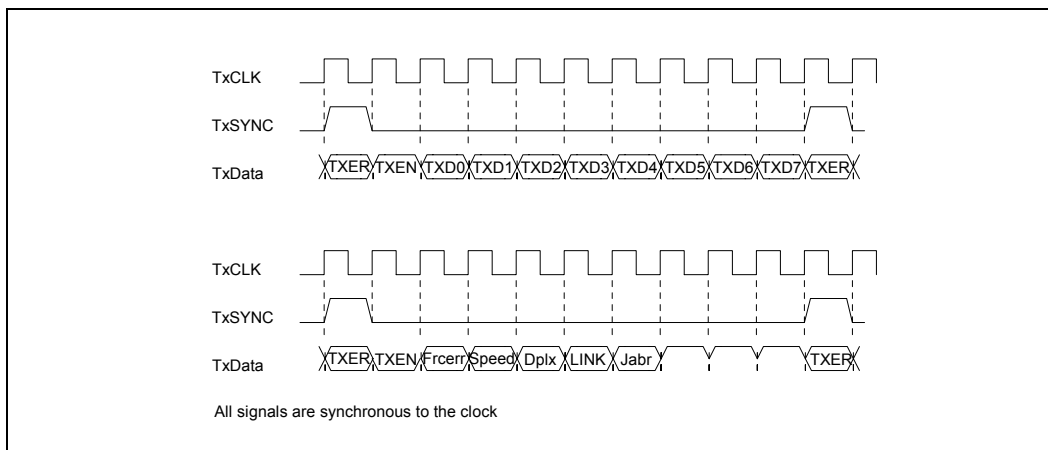 TxCLK
TxSYNC
TxData TXER TXEN TXD0 TXD1 TXD2 TXD3 TXD4 TXD5 TXD6 TXD7 TXER
TxCLK
TxSYNC
TxData TXER TXEN Frcerr Speed Dplx LINK Jabr TXER
All signals are synchronous to the clock